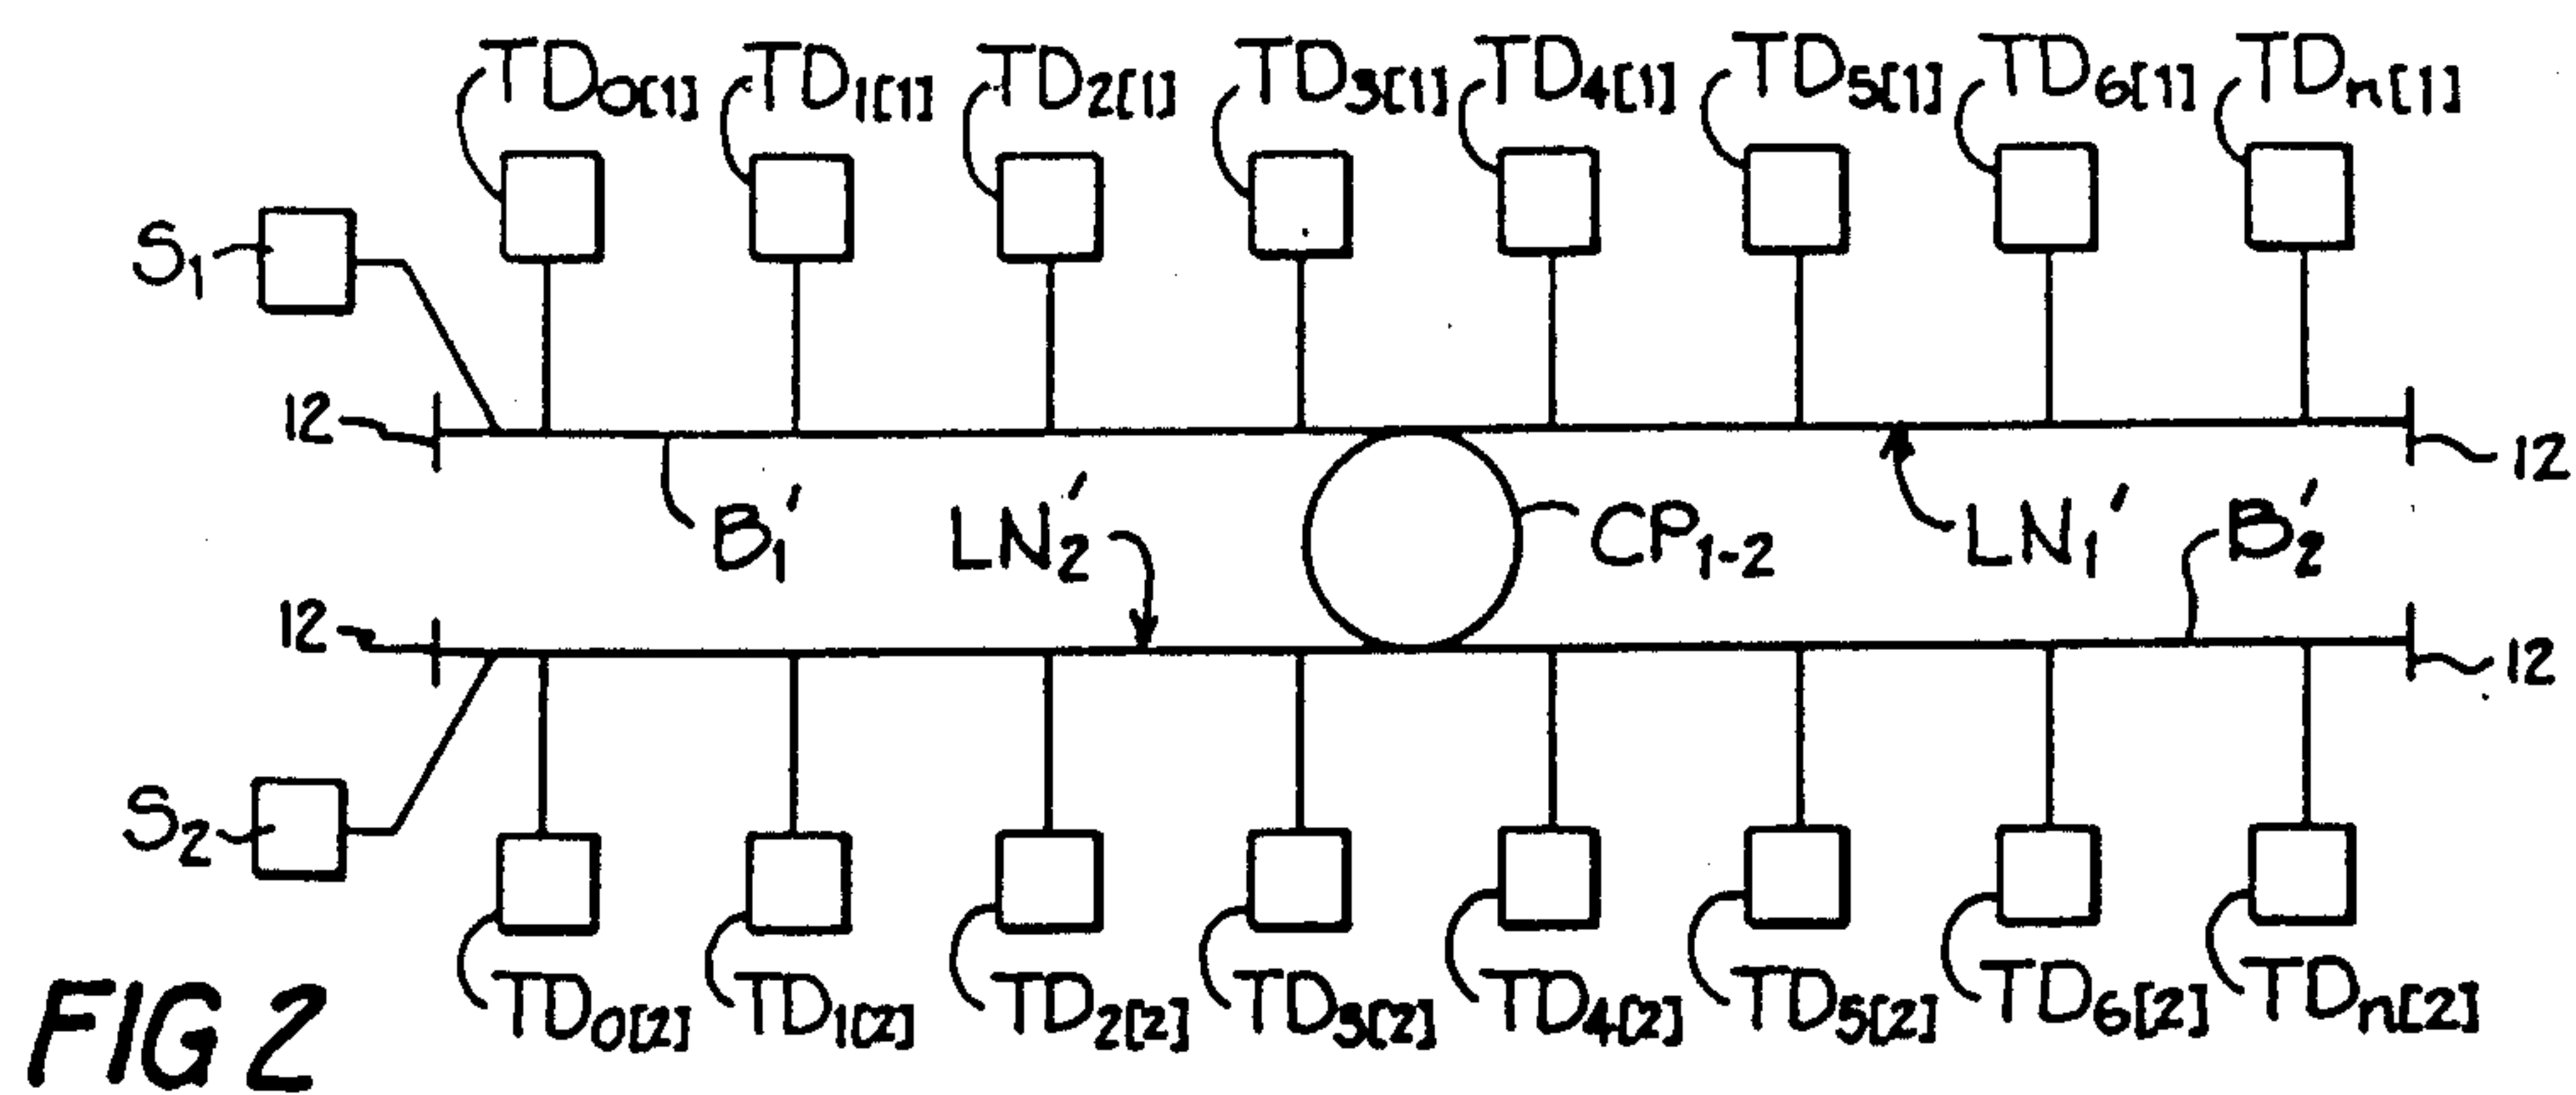 TD0[1] TD1[1] TD2[1] TD3[1] TD4[1] TD5[1] TD6[1] TDn[1]
S1
12 12
B1' LN2' CP1-2 LN1' B2'
12 12
S2
TD0[2] TD1[2] TD2[2] TD3[2] TD4[2] TD5[2] TD6[2] TDn[2]
FIG 2